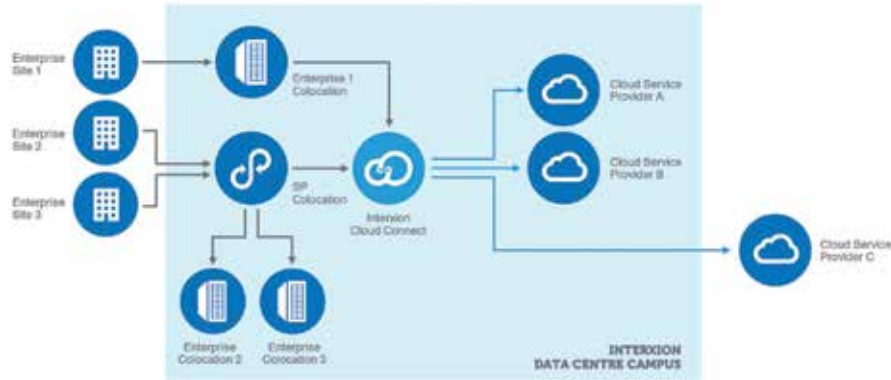 Enterprise
Site 1
Enterprise 1
Colocation
Cloud Service
Provider A
Enterprise
Site 2
Cloud Service
Provider B
Enterprise
Site 3
SP
Colocation
Interxion
Cloud Connect
Cloud Service
Provider C
Enterprise
Colocation 2
Enterprise
Colocation 3
INTERXION
DATA CENTRE CAMPUS